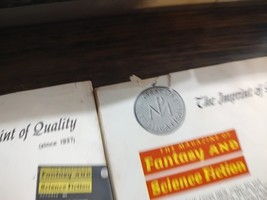 int of Quality
(since 1937)
Fantasy AND
Science Fiction
The Imprint of
THE MAGAZINE OF
Fantasy AND
Science Fiction